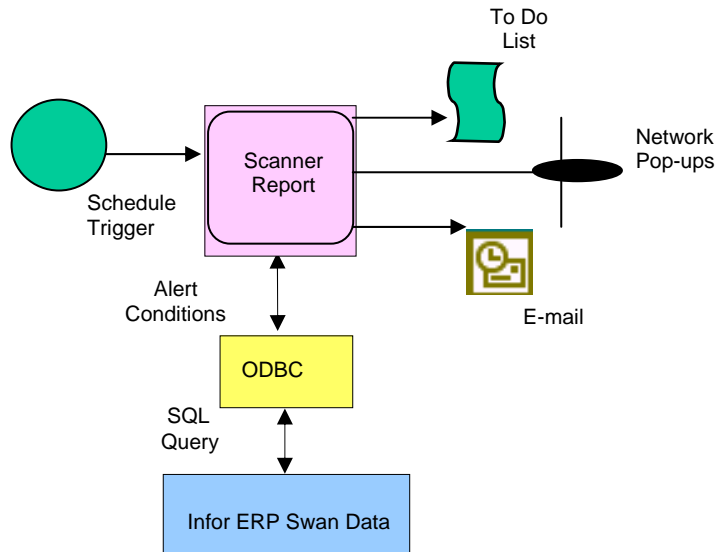 To Do
List
Network
Pop-ups
Scanner
Report
Schedule
Trigger
Alert
Conditions
E-mail
ODBC
SQL
Query
Infor ERP Swan Data